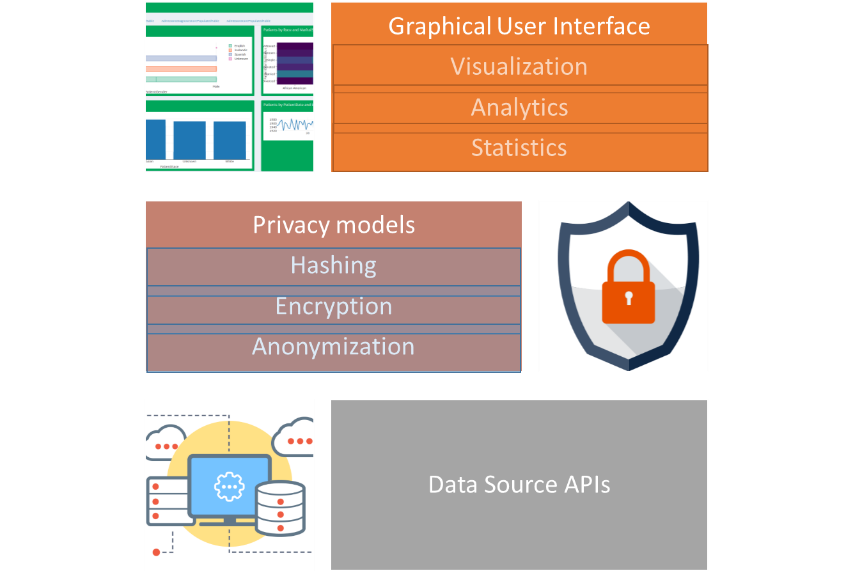 Graphical User Interface
Visualization
Analytics
Statistics
Privacy models
Hashing
Encryption
Anonymization
Data Source APIs